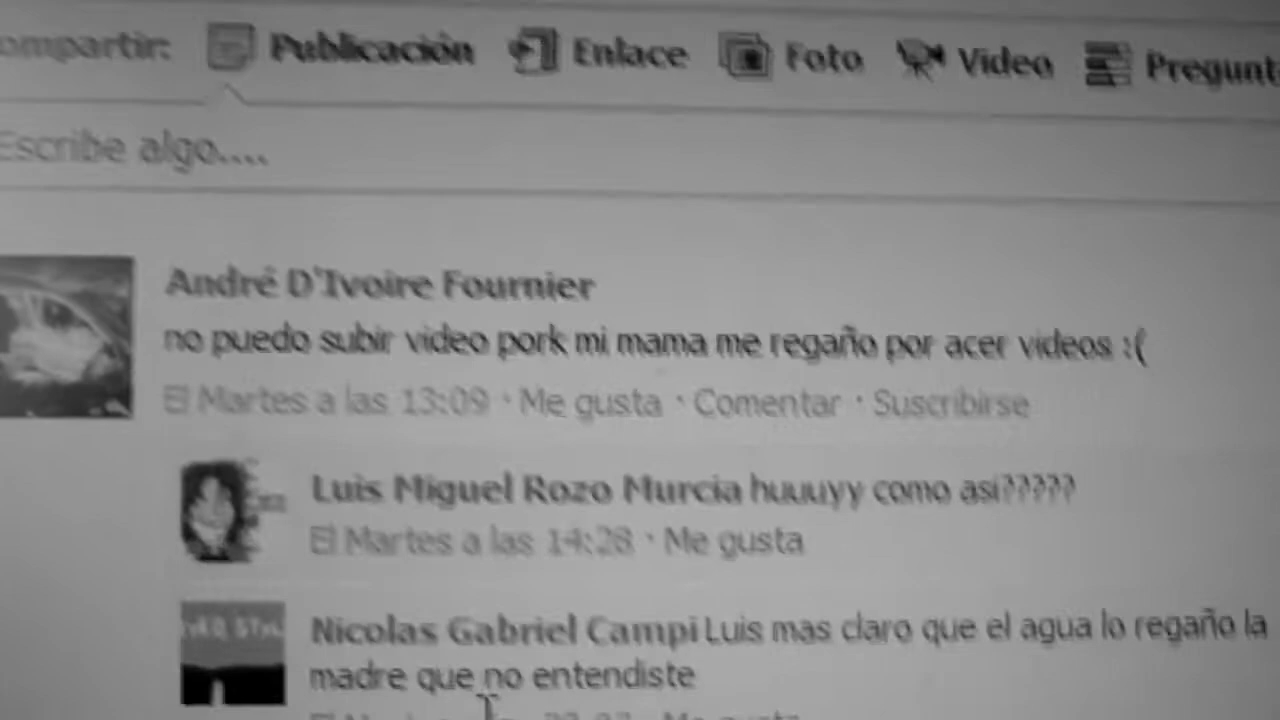 ompartir: Publicación Enlace Foto Video Pregunt
Escribe algo....
André D'Ivoire Fournier
no puedo subir video pork mi mama me regaño por acer videos :(
El Martes a las 13:09 · Me gusta · Comentar · Suscribirse
Luis Miguel Rozo Murcia huuuyy como asi?????
El Martes a las 14:28 · Me gusta
Nicolas Gabriel Campi Luis mas claro que el agua lo regaño la
madre que no entendiste